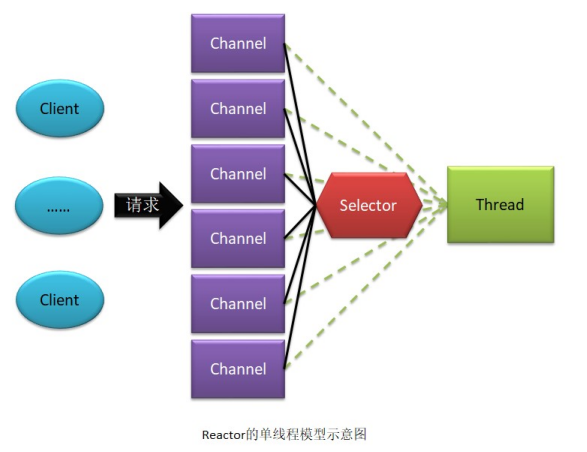 Client
……
Client
请求
Channel
Channel
Channel
Channel
Channel
Channel
Selector
Thread
Reactor的单线程模型示意图